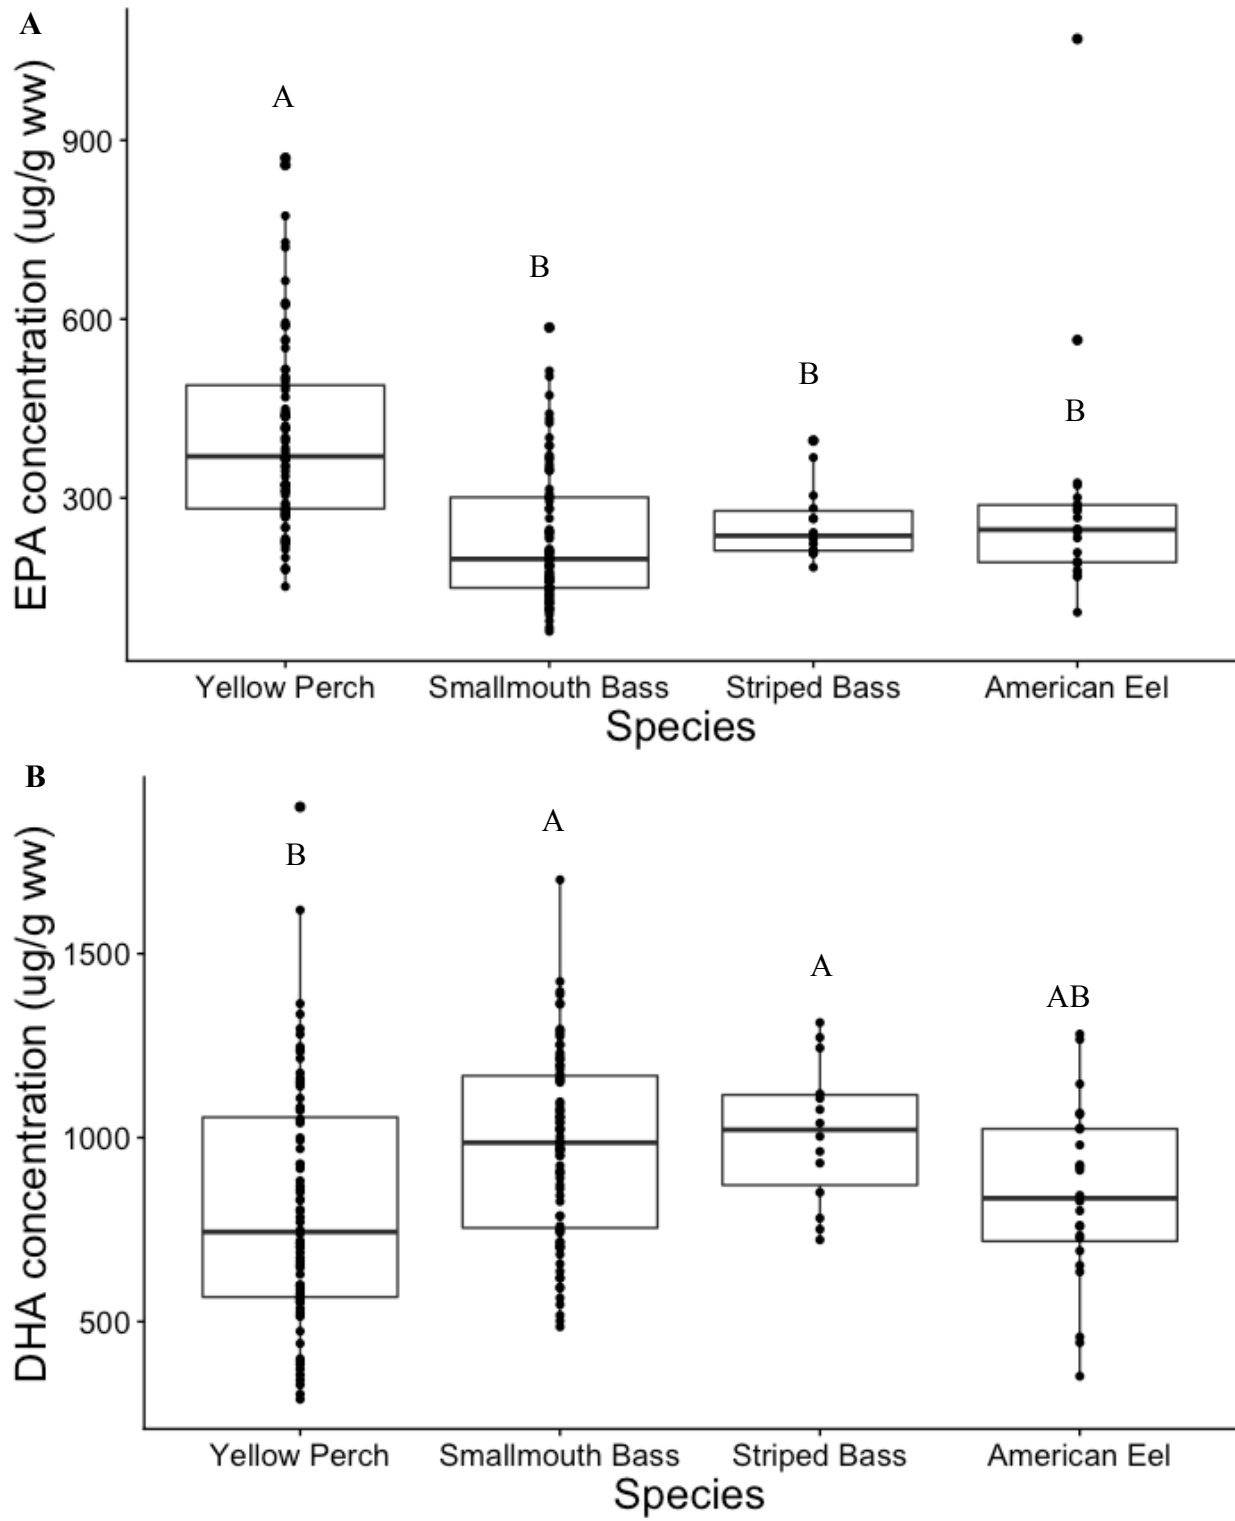 A
EPA concentration (ug/g ww)
900
600
300
A
B
B
B
Yellow Perch Smallmouth Bass Striped Bass American Eel
Species
B
DHA concentration (ug/g ww)
1500
1000
500
B
A
A
AB
Yellow Perch Smallmouth Bass Striped Bass American Eel
Species